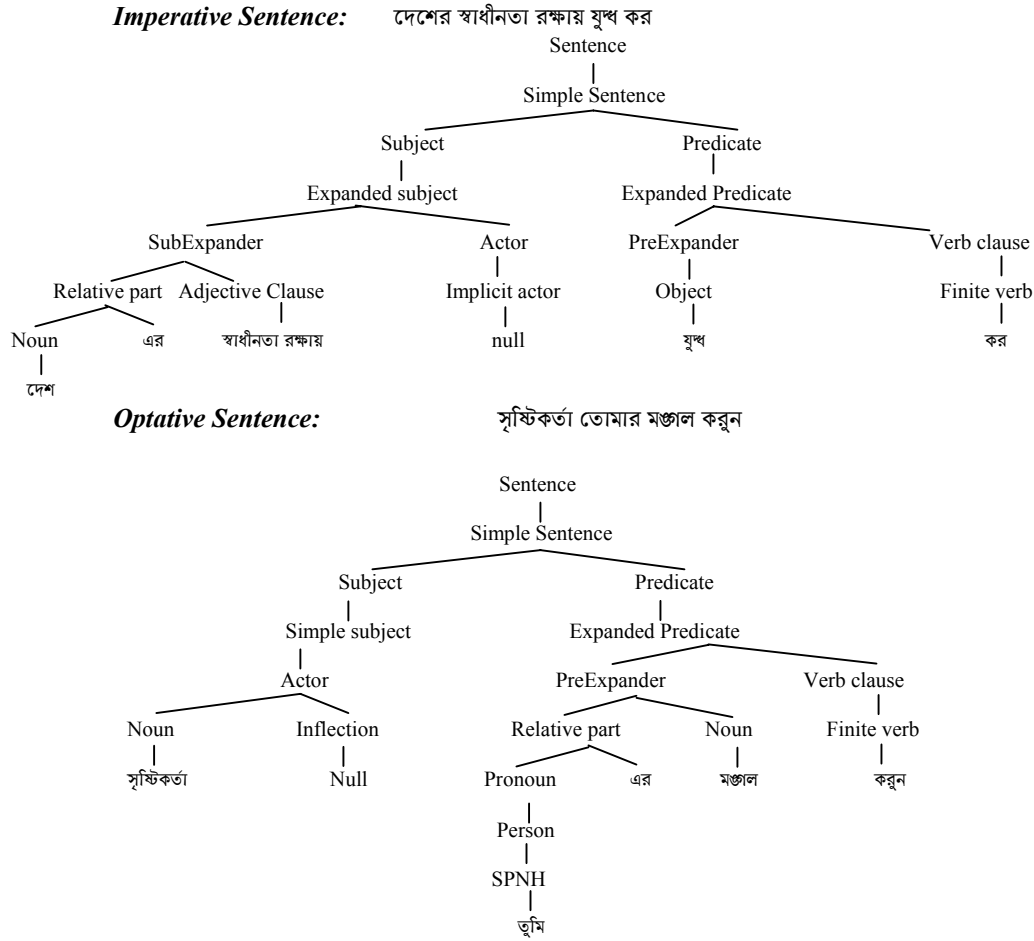 Imperative Sentence: দেশের স্বাধীনতা রক্ষায় যুদ্ধ কর
Sentence
Simple Sentence
Subject Predicate
Expanded subject Expanded Predicate
SubExpander Actor PreExpander Verb clause
Relative part Adjective Clause Implicit actor Object Finite verb
Noun এর স্বাধীনতা রক্ষায় null যুদ্ধ কর
দেশ
Optative Sentence: সৃষ্টিকর্তা তোমার মঙ্গল করুন
Sentence
Simple Sentence
Subject Predicate
Simple subject Expanded Predicate
Actor PreExpander Verb clause
Noun Inflection Relative part Noun Finite verb
সৃষ্টিকর্তা Null Pronoun এর মঙ্গল করুন
Person
SPNH
তুমি